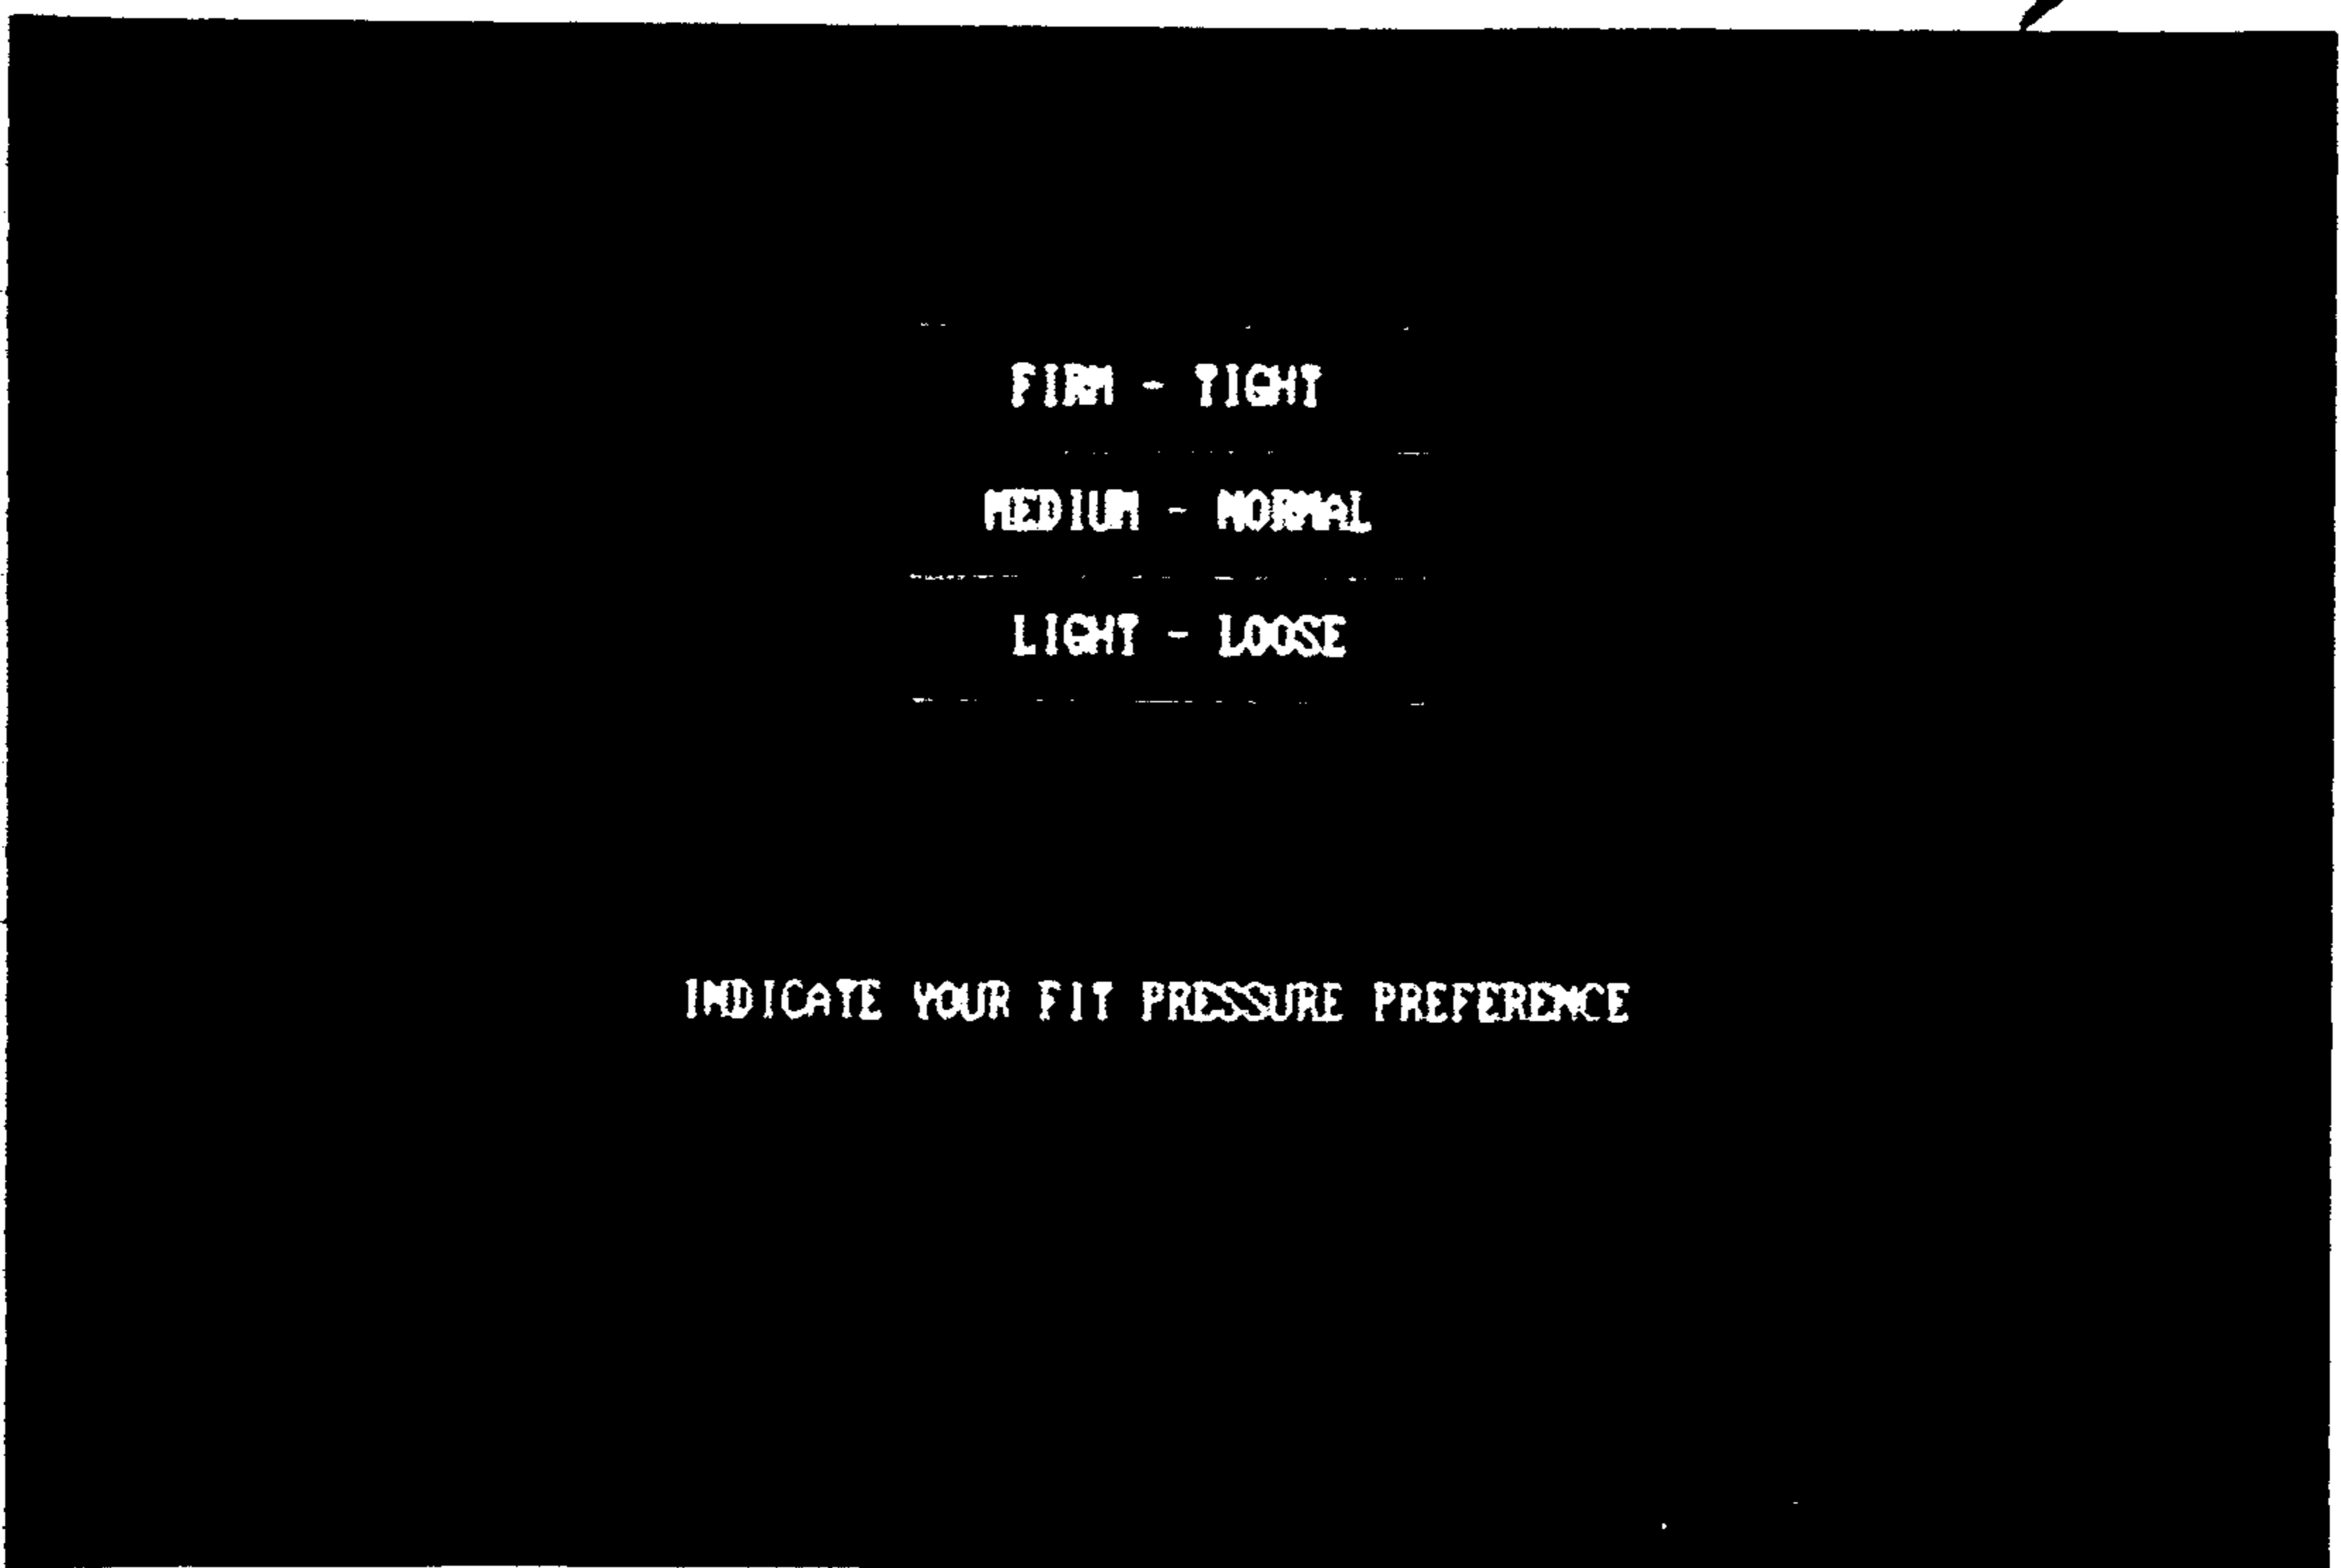 FIRM - TIGHT
MEDIUM - NORMAL
LIGHT - LOOSE
INDICATE YOUR FIT PRESSURE PREFERENCE